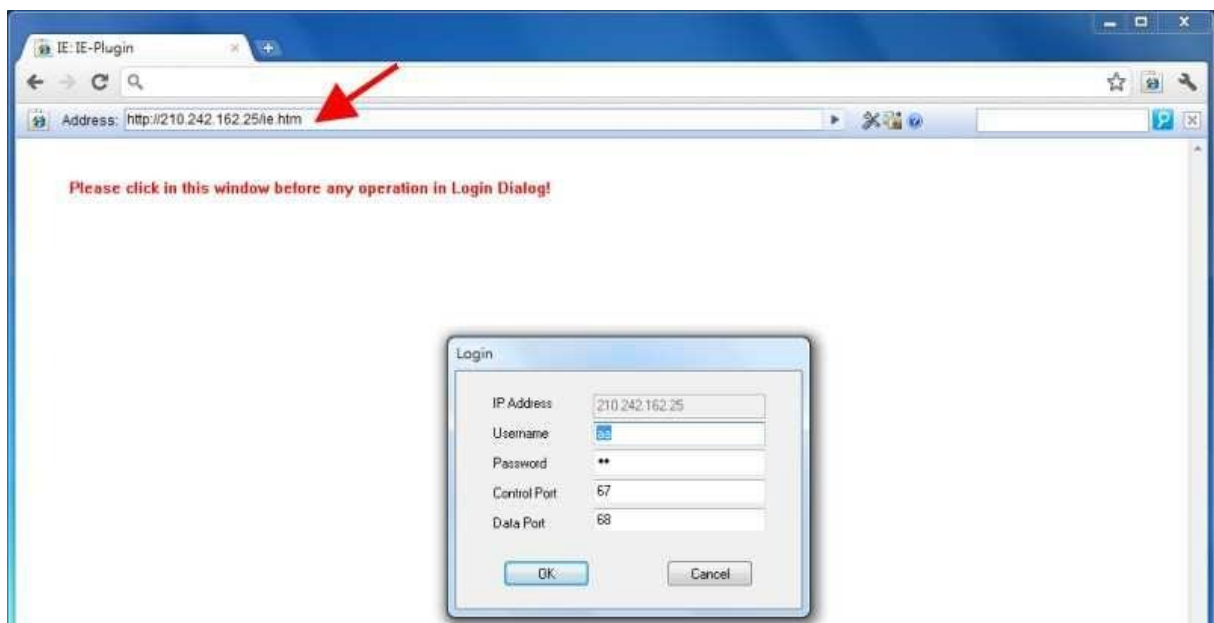 IE: IE-Plugin
Address: http://210.242.162.25/ie.htm
Please click in this window before any operation in Login Dialog!
Login
IP Address 210.242.162.25
Username aa
Password ••
Control Port 67
Data Port 68
OK Cancel